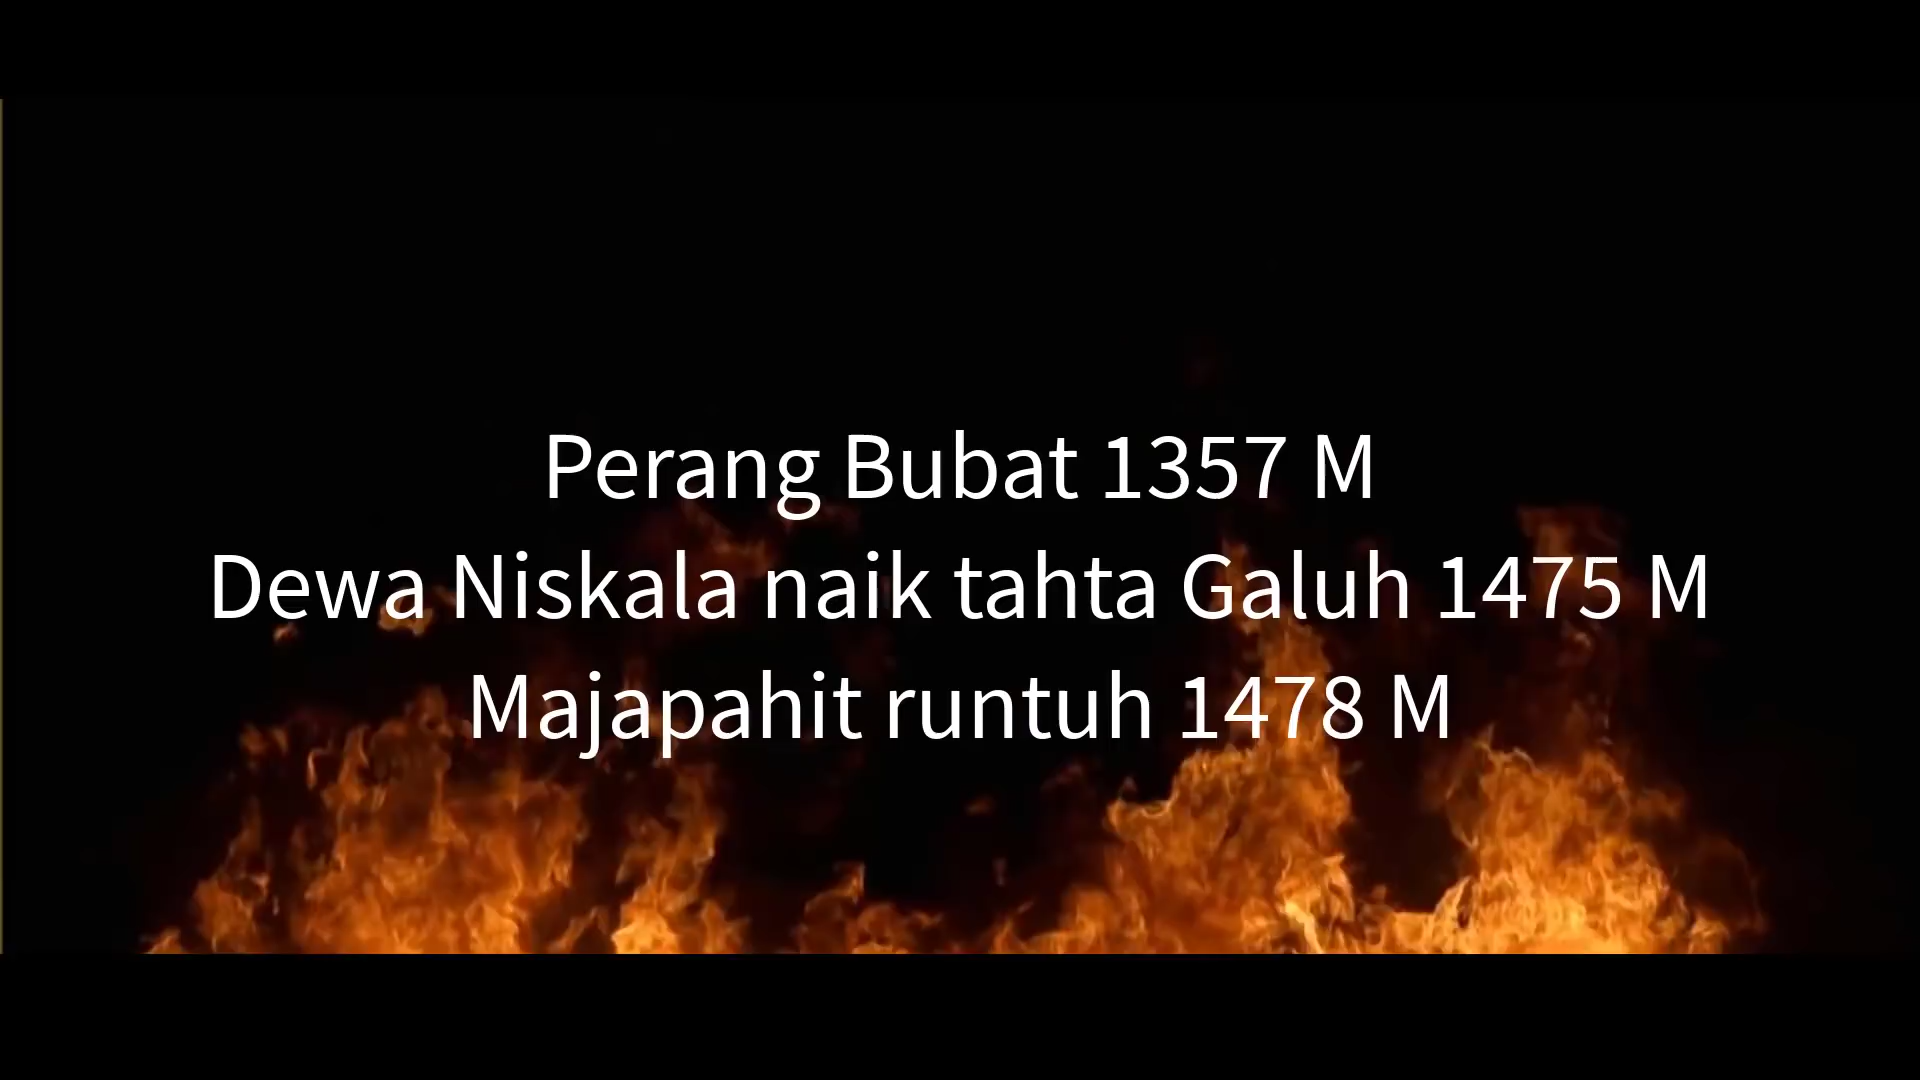 Perang Bubat 1357 M
Dewa Niskala naik tahta Galuh 1475 M
Majapahit runtuh 1478 M